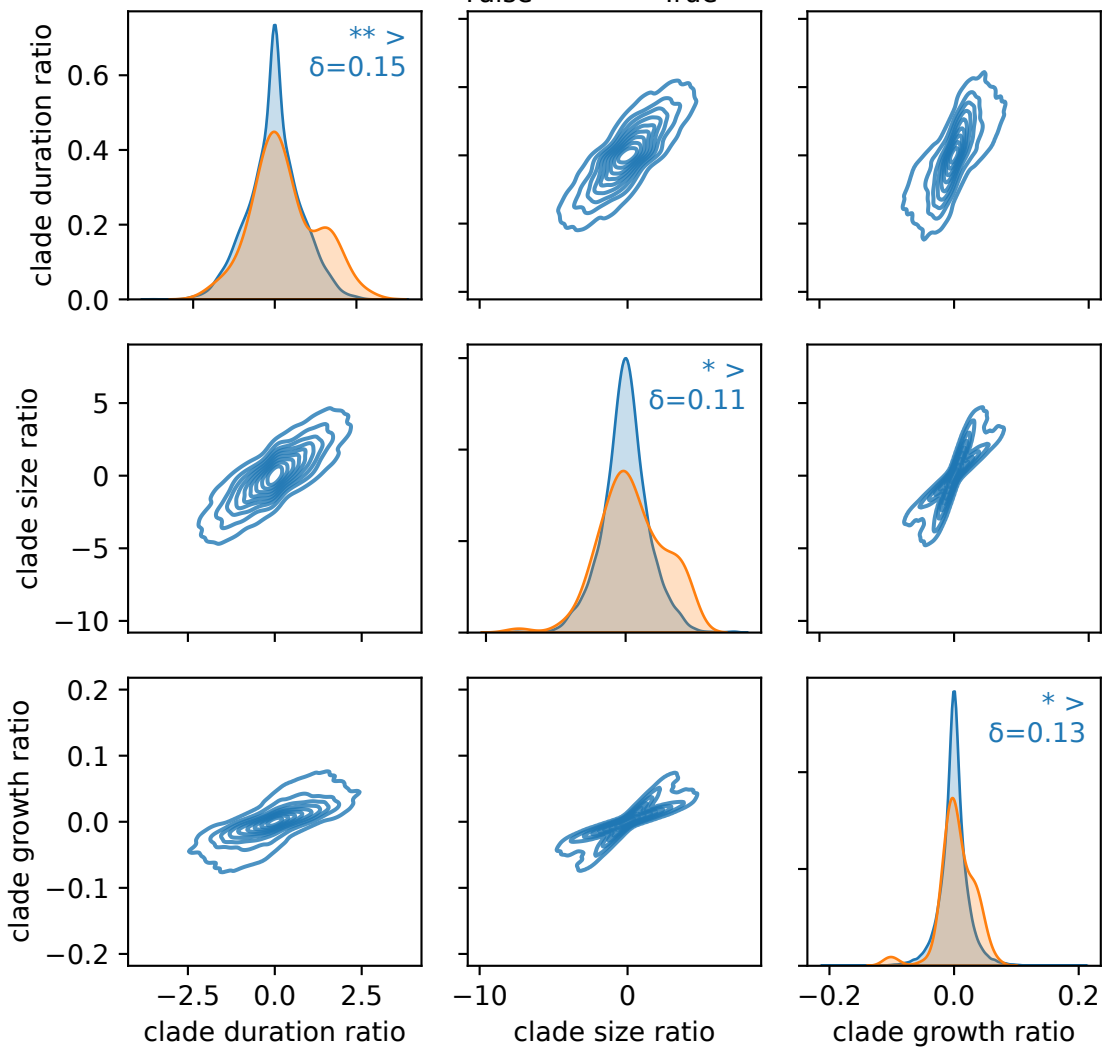 False True
clade duration ratio
0.6
0.4
0.2
0.0
** >
δ=0.15
clade size ratio
5
0
−5
−10
* >
δ=0.11
clade growth ratio
0.2
0.1
0.0
−0.1
−0.2
* >
δ=0.13
−2.5 0.0 2.5
−10 0
−0.2 0.0 0.2
clade duration ratio
clade size ratio
clade growth ratio